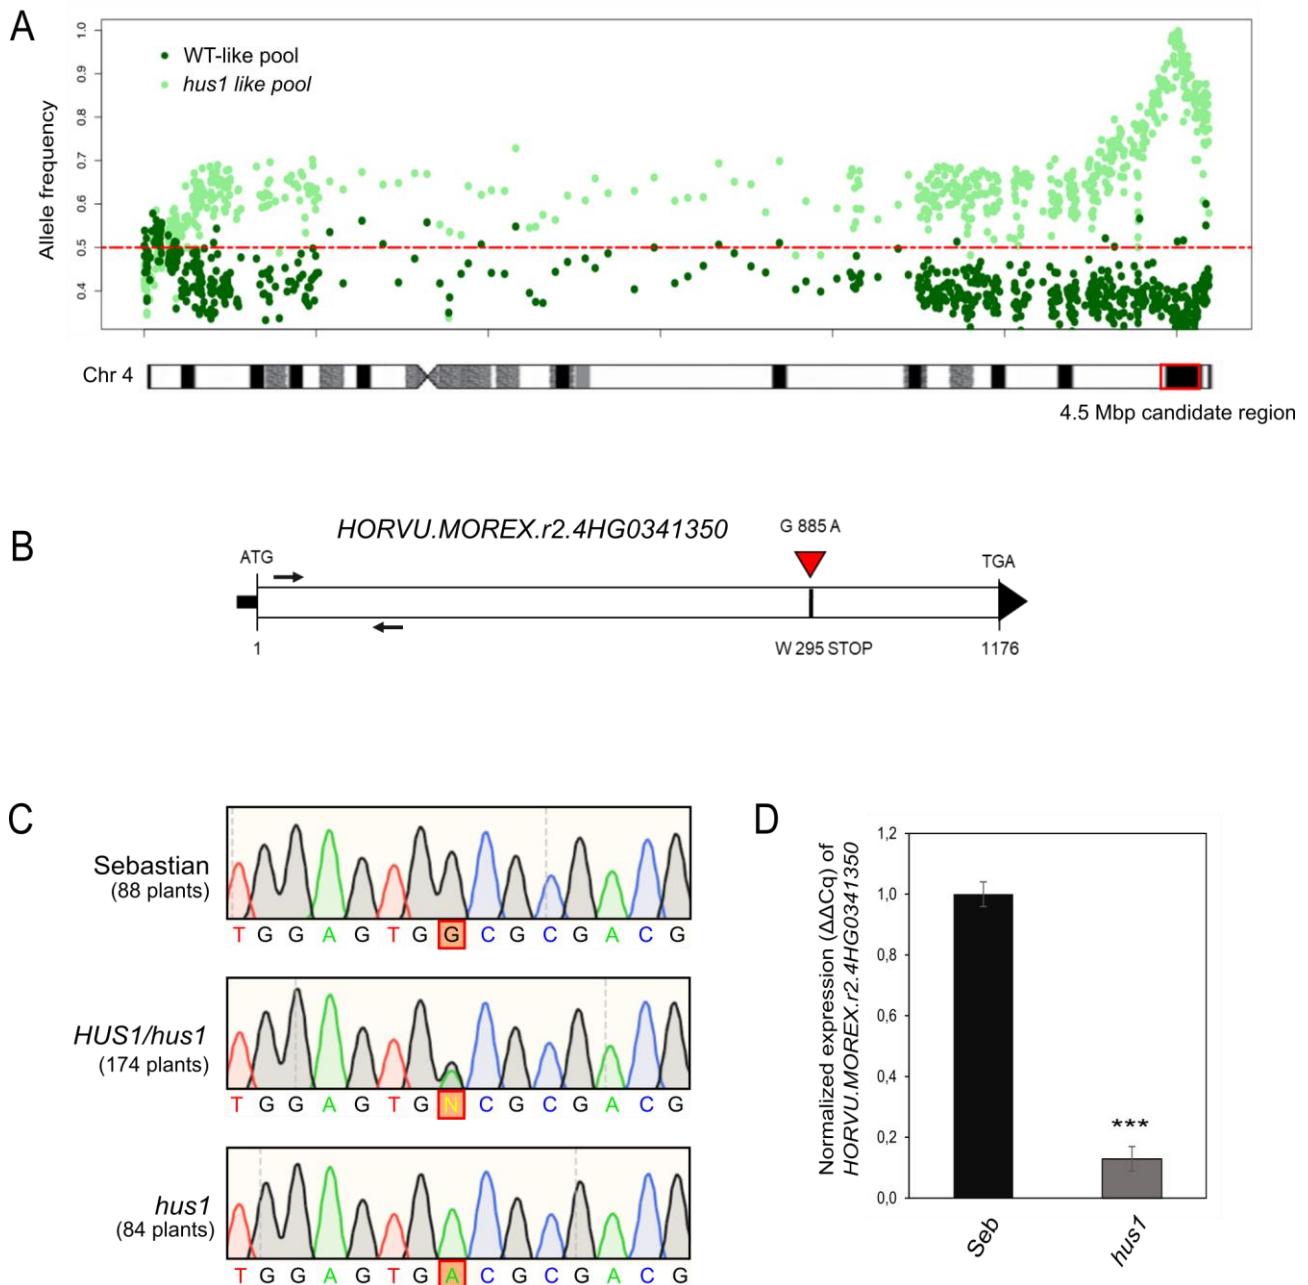 A
1.0
0.9
0.8
0.7
0.6
0.5
0.4
Allele frequency
WT-like pool
hus1 like pool
Chr 4
4.5 Mbp candidate region
B
HORVU.MOREX.r2.4HG0341350
G 885 A
ATG
TGA
1
W 295 STOP
1176
C
Sebastian
(88 plants)
T G G A G T G G C G C G A C G
HUS1/hus1
(174 plants)
T G G A G T G N C G C G A C G
hus1
(84 plants)
T G G A G T G A C G C G A C G
D
Normalized expression (ΔΔCq) of
HORVU.MOREX.r2.4HG0341350
1,2
1,0
0,8
0,6
0,4
0,2
0,0
***
Seb
hus1